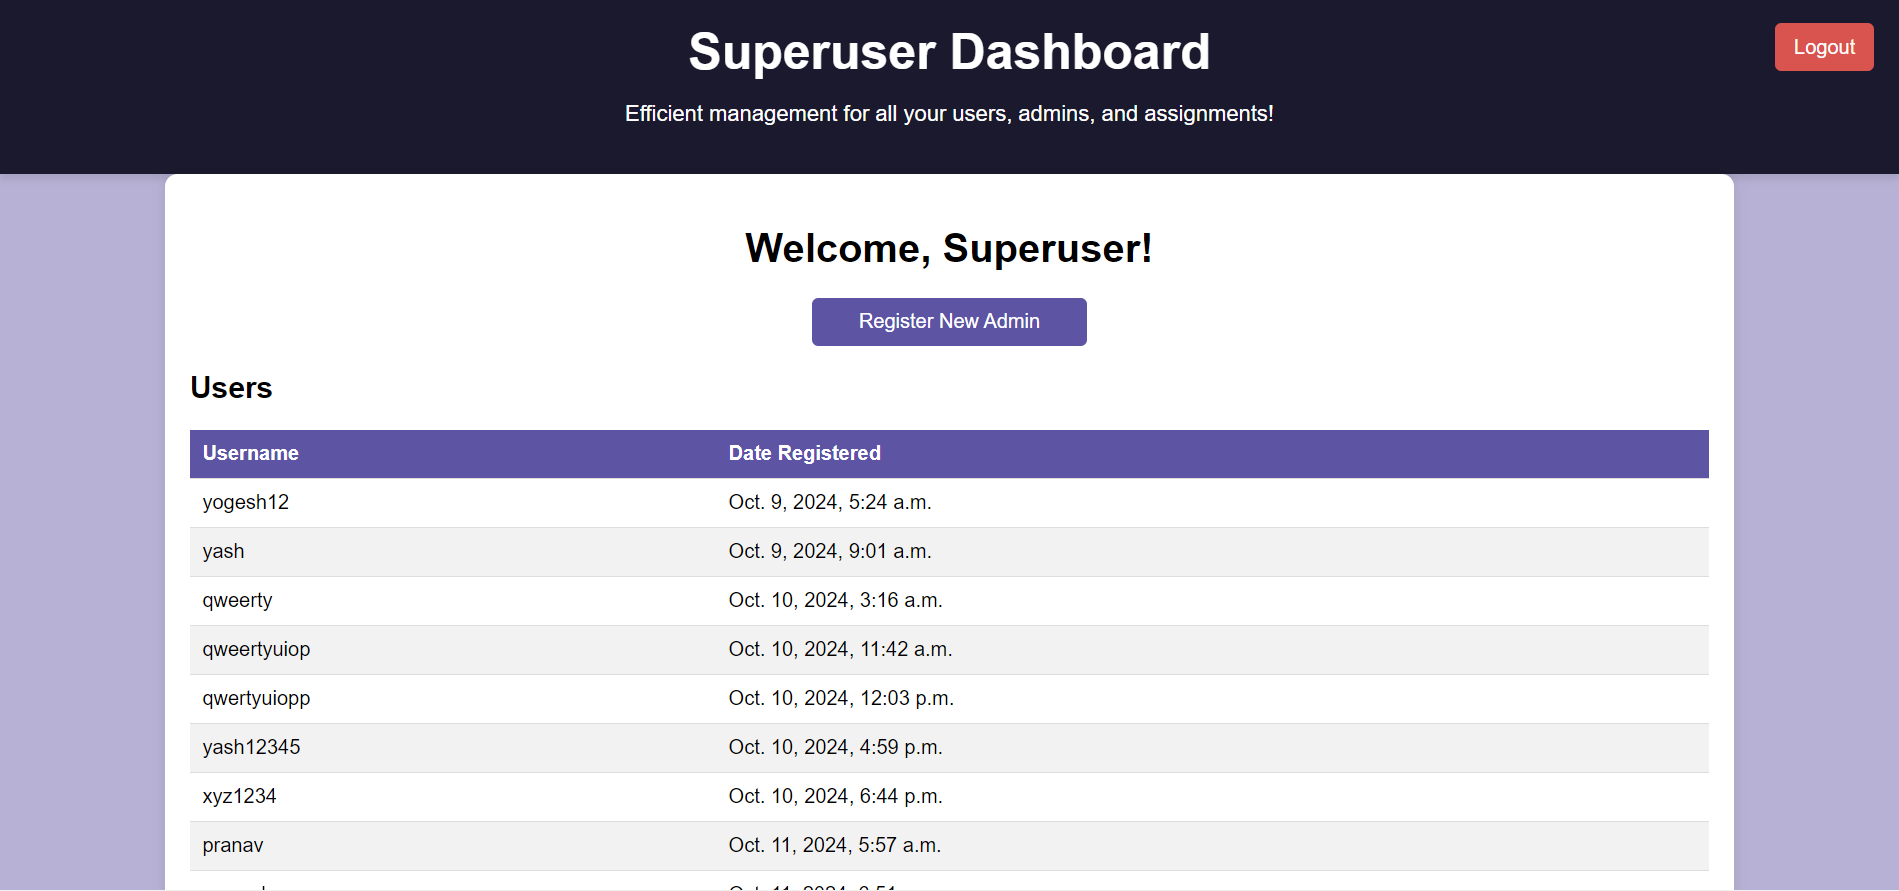 Superuser Dashboard
Logout
Efficient management for all your users, admins, and assignments!
Welcome, Superuser!
Register New Admin
Users
Username Date Registered
yogesh12 Oct. 9, 2024, 5:24 a.m.
yash Oct. 9, 2024, 9:01 a.m.
qweerty Oct. 10, 2024, 3:16 a.m.
qweertyuiop Oct. 10, 2024, 11:42 a.m.
qwertyuiopp Oct. 10, 2024, 12:03 p.m.
yash12345 Oct. 10, 2024, 4:59 p.m.
xyz1234 Oct. 10, 2024, 6:44 p.m.
pranav Oct. 11, 2024, 5:57 a.m.